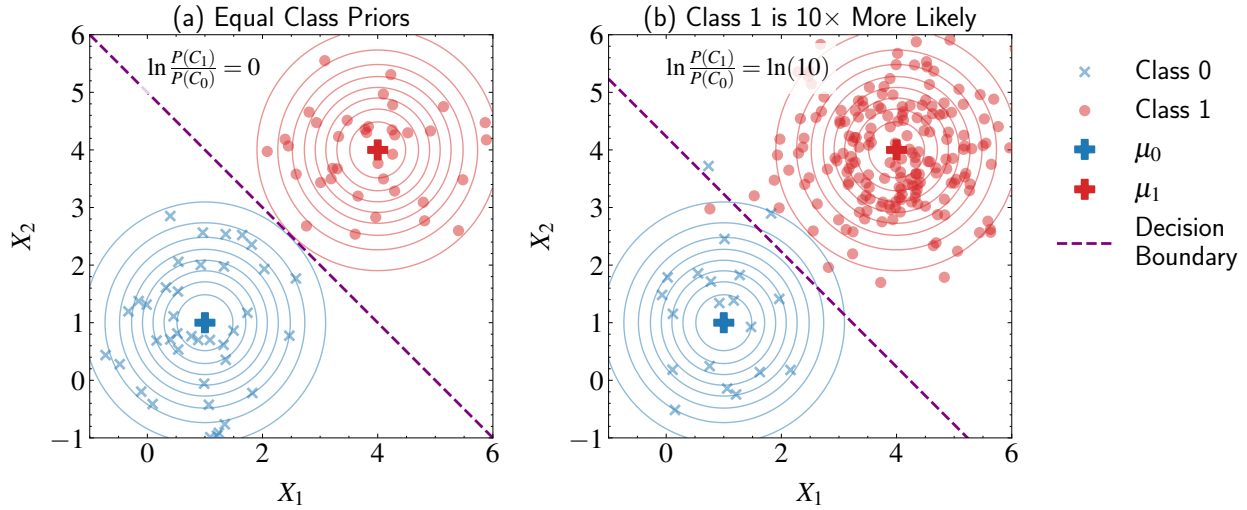 (a) Equal Class Priors
(b) Class 1 is 10× More Likely
ln P(C₁)/P(C₀) = 0
ln P(C₁)/P(C₀) = ln(10)
6
5
4
3
2
1
0
−1
X₂
0
2
4
6
X₁
6
5
4
3
2
1
0
−1
X₂
0
2
4
6
X₁
Class 0
Class 1
μ₀
μ₁
Decision
Boundary